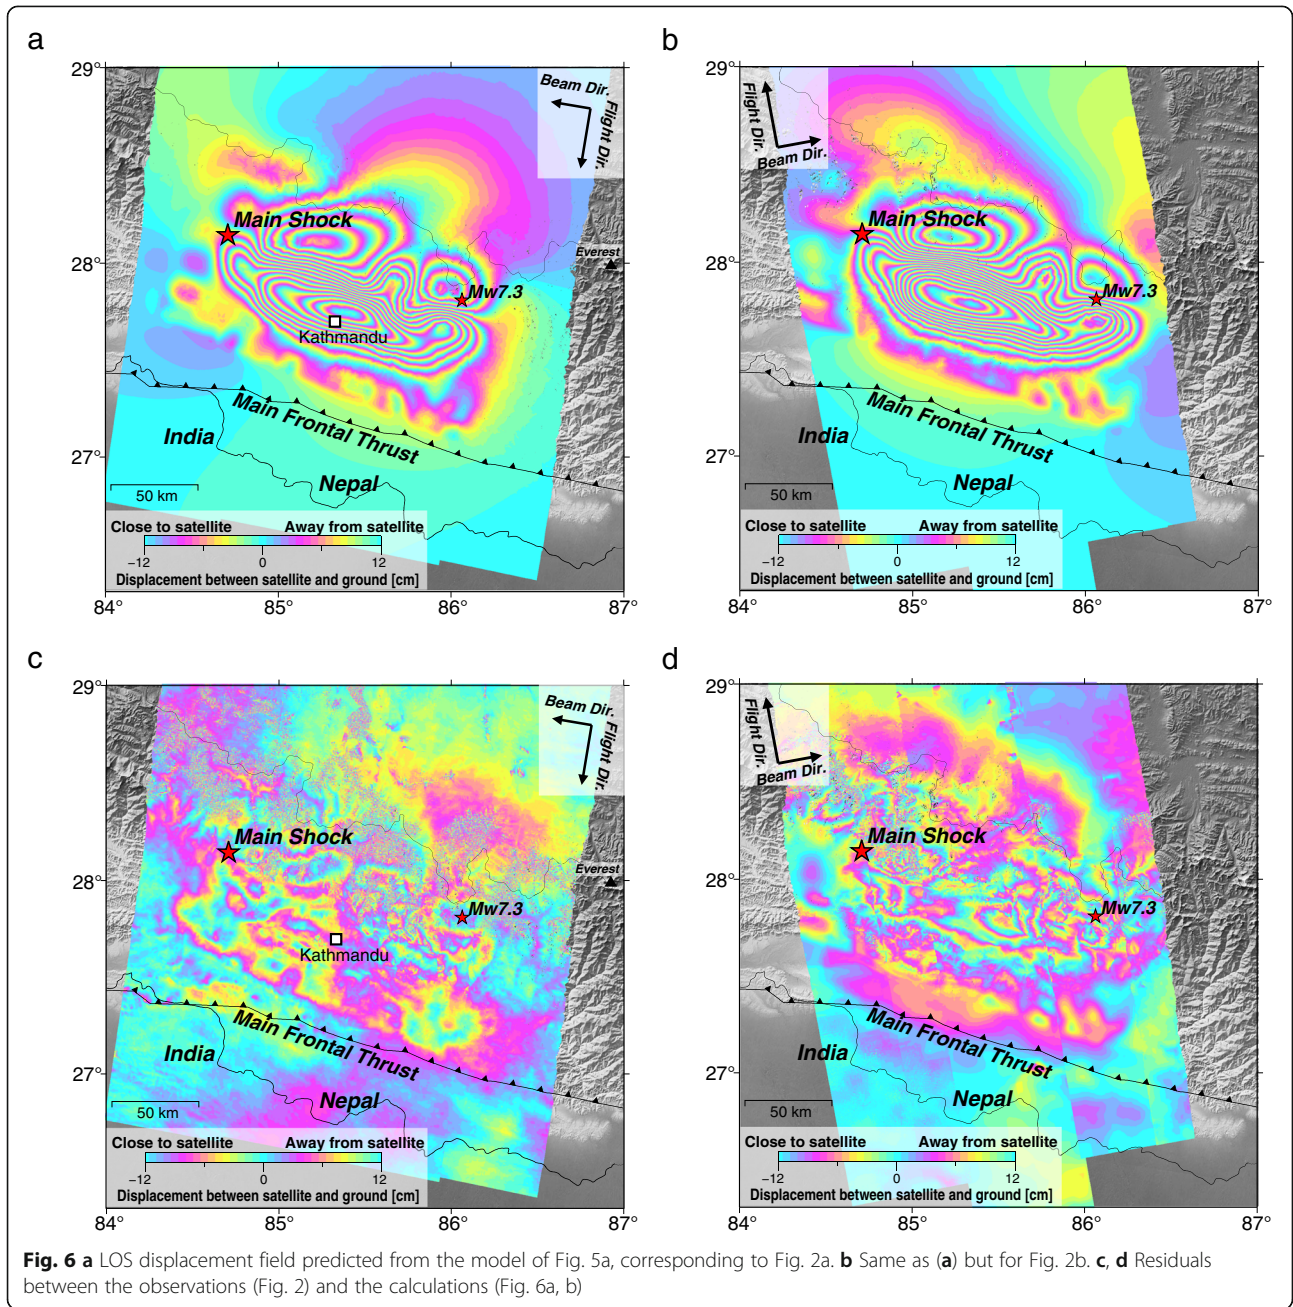 a
29°
28°
27°
84°
85°
86°
87°
Beam Dir.
Flight Dir.
Main Shock
Everest
Mw7.3
Kathmandu
Main Frontal Thrust
India
Nepal
50 km
Close to satellite Away from satellite
−12 0 12
Displacement between satellite and ground [cm]
b
29°
28°
27°
84°
85°
86°
87°
Flight Dir.
Beam Dir.
Main Shock
Mw7.3
Main Frontal Thrust
India
Nepal
50 km
Close to satellite Away from satellite
−12 0 12
Displacement between satellite and ground [cm]
c
29°
28°
27°
84°
85°
86°
87°
Beam Dir.
Flight Dir.
Main Shock
Everest
Mw7.3
Kathmandu
Main Frontal Thrust
India
Nepal
50 km
Close to satellite Away from satellite
−12 0 12
Displacement between satellite and ground [cm]
d
29°
28°
27°
84°
85°
86°
87°
Flight Dir.
Beam Dir.
Main Shock
Mw7.3
Main Frontal Thrust
India
Nepal
50 km
Close to satellite Away from satellite
−12 0 12
Displacement between satellite and ground [cm]
Fig. 6 a LOS displacement field predicted from the model of Fig. 5a, corresponding to Fig. 2a. b Same as (a) but for Fig. 2b. c, d Residuals
between the observations (Fig. 2) and the calculations (Fig. 6a, b)